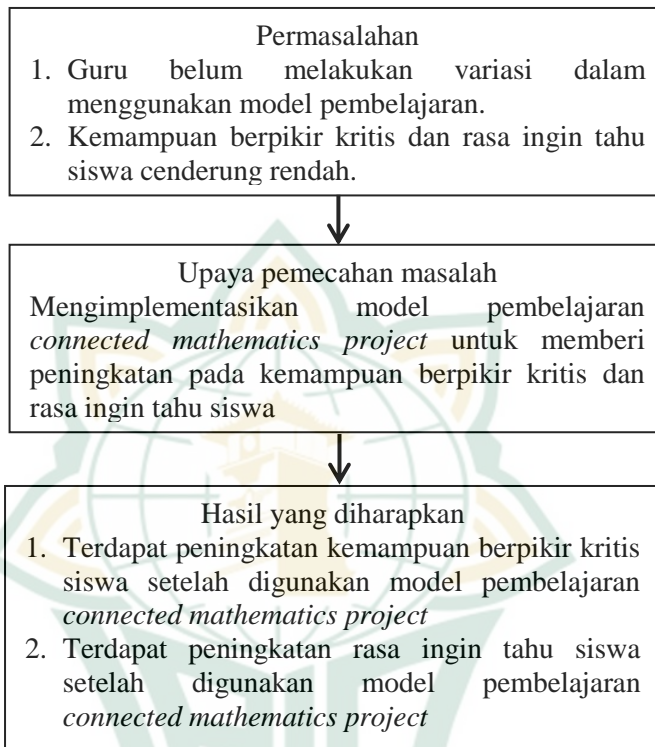 Permasalahan
1. Guru belum melakukan variasi dalam
menggunakan model pembelajaran.
2. Kemampuan berpikir kritis dan rasa ingin tahu
siswa cenderung rendah.
Upaya pemecahan masalah
Mengimplementasikan model pembelajaran
connected mathematics project untuk memberi
peningkatan pada kemampuan berpikir kritis dan
rasa ingin tahu siswa
Hasil yang diharapkan
1. Terdapat peningkatan kemampuan berpikir kritis
siswa setelah digunakan model pembelajaran
connected mathematics project
2. Terdapat peningkatan rasa ingin tahu siswa
setelah digunakan model pembelajaran
connected mathematics project